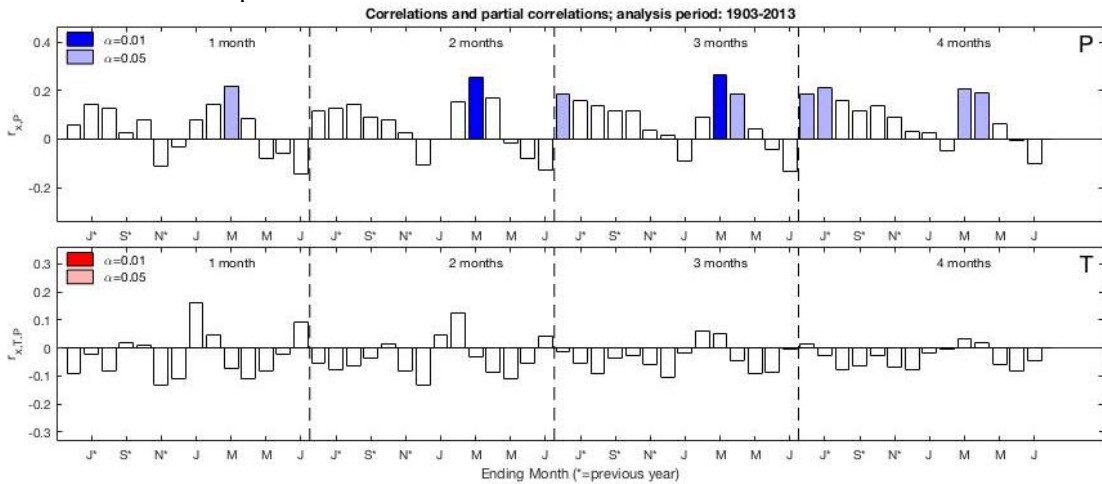 Correlations and partial correlations; analysis period: 1903-2013
α=0.01
α=0.05
1 month
2 months
3 months
4 months
P
0.4
0.2
0
-0.2
r_x,P
J* S* N* J M M J* S* N* J M M J J* S* N* J M M J J* S* N* J M M J
α=0.01
α=0.05
1 month
2 months
3 months
4 months
T
0.3
0.2
0.1
0
-0.1
-0.2
-0.3
r_x,T.P
J* S* N* J M M J J* S* N* J M M J J* S* N* J M M J J* S* N* J M M J
Ending Month (*=previous year)